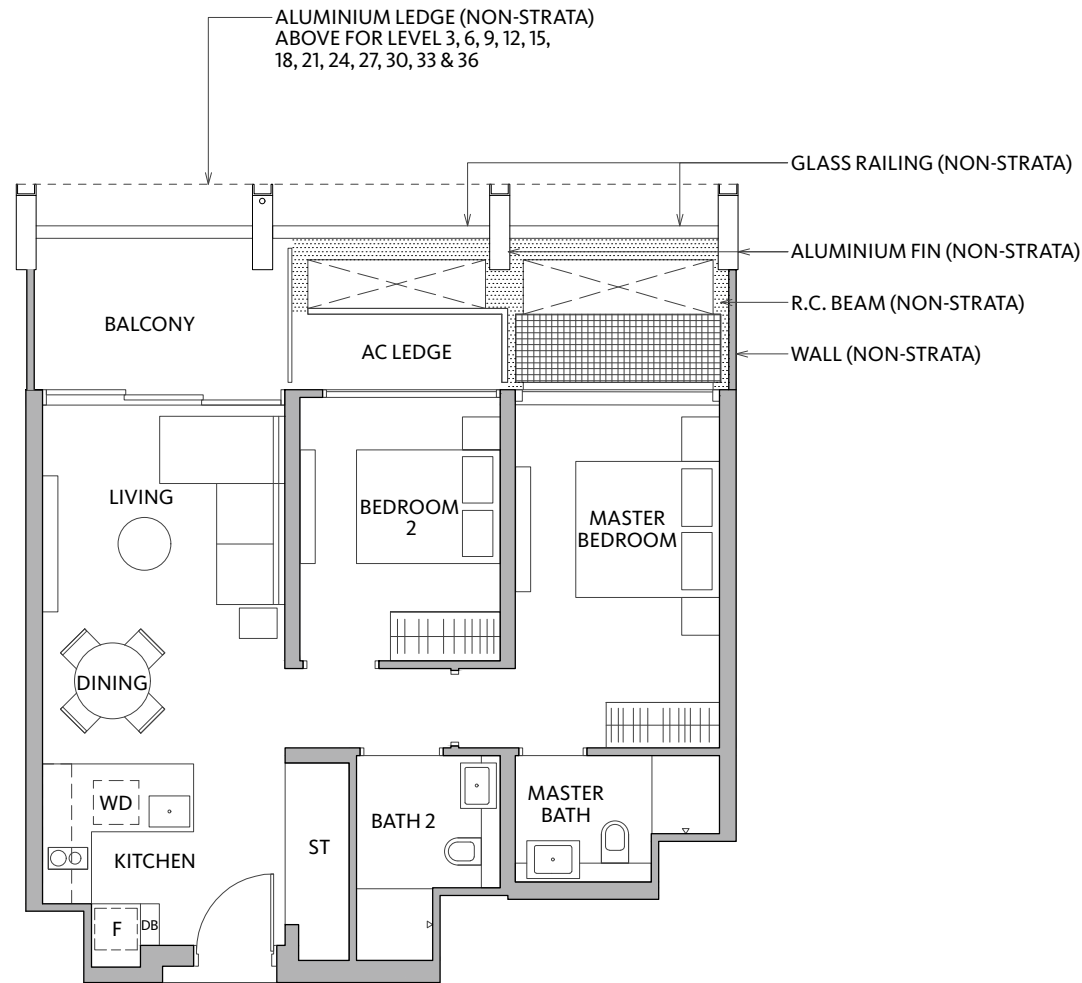 ALUMINIUM LEDGE (NON-STRATA)
ABOVE FOR LEVEL 3, 6, 9, 12, 15,
18, 21, 24, 27, 30, 33 & 36
GLASS RAILING (NON-STRATA)
ALUMINIUM FIN (NON-STRATA)
R.C. BEAM (NON-STRATA)
WALL (NON-STRATA)
BALCONY
AC LEDGE
LIVING
BEDROOM
2
MASTER
BEDROOM
DINING
WD
KITCHEN
ST
BATH 2
MASTER
BATH
F
DB